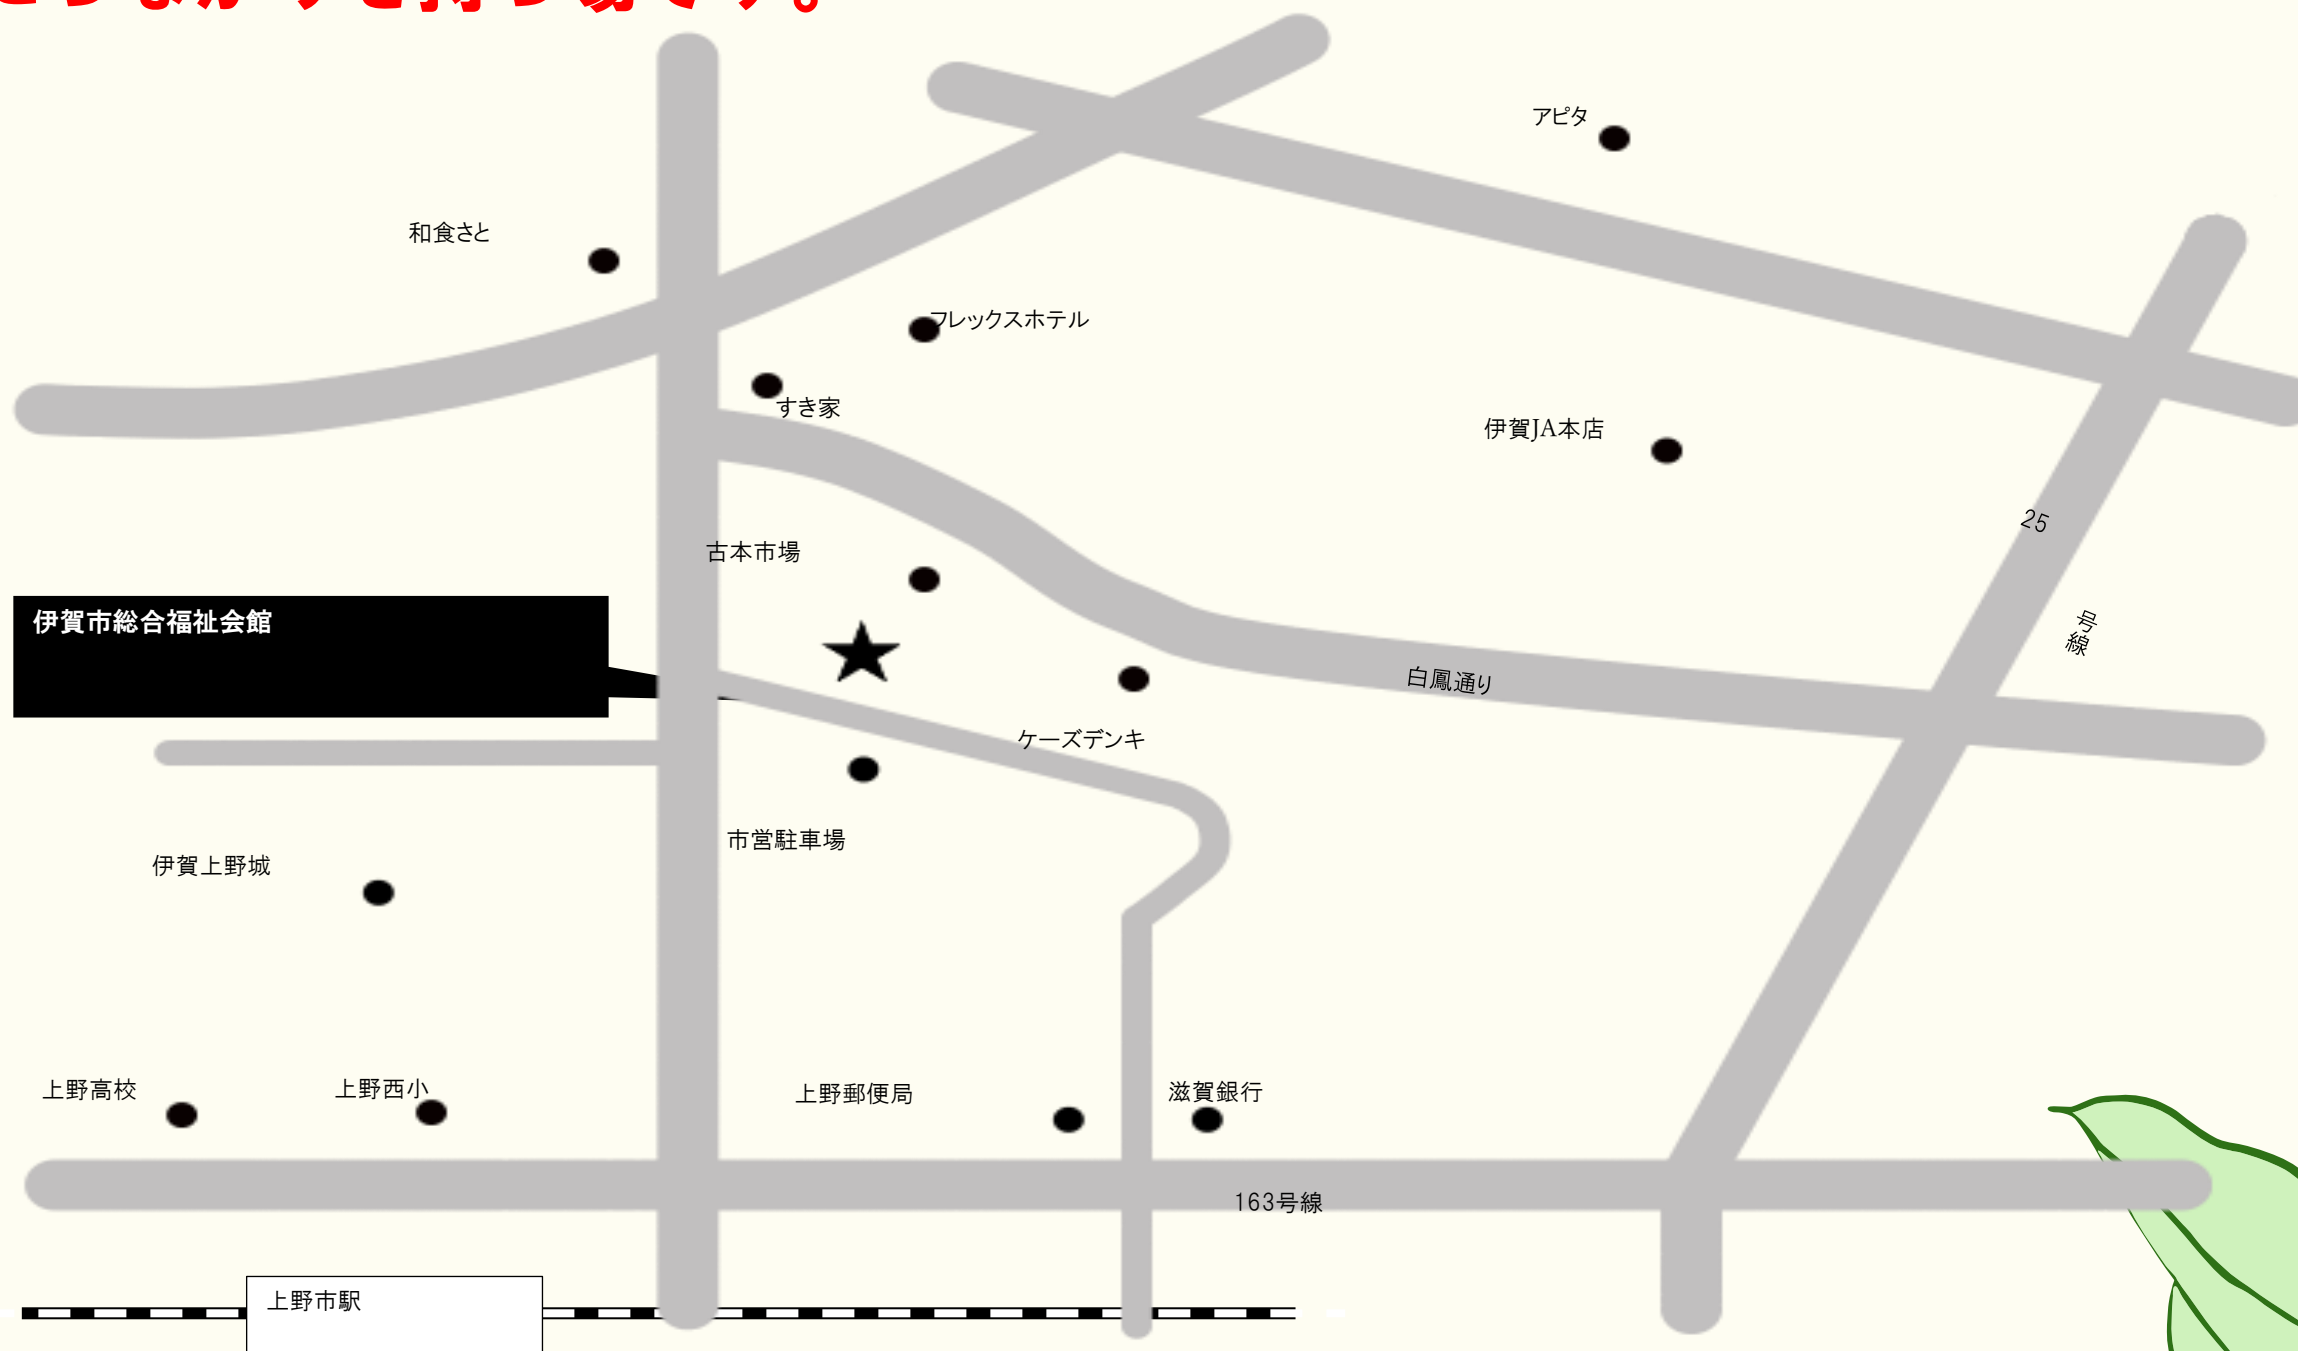 アピタ
和食さと
フレックスホテル
すき家
伊賀JA本店
25
号線
古本市場
伊賀市総合福祉会館
白鳳通り
ケーズデンキ
市営駐車場
伊賀上野城
上野高校
上野西小
上野郵便局
滋賀銀行
163号線
上野市駅